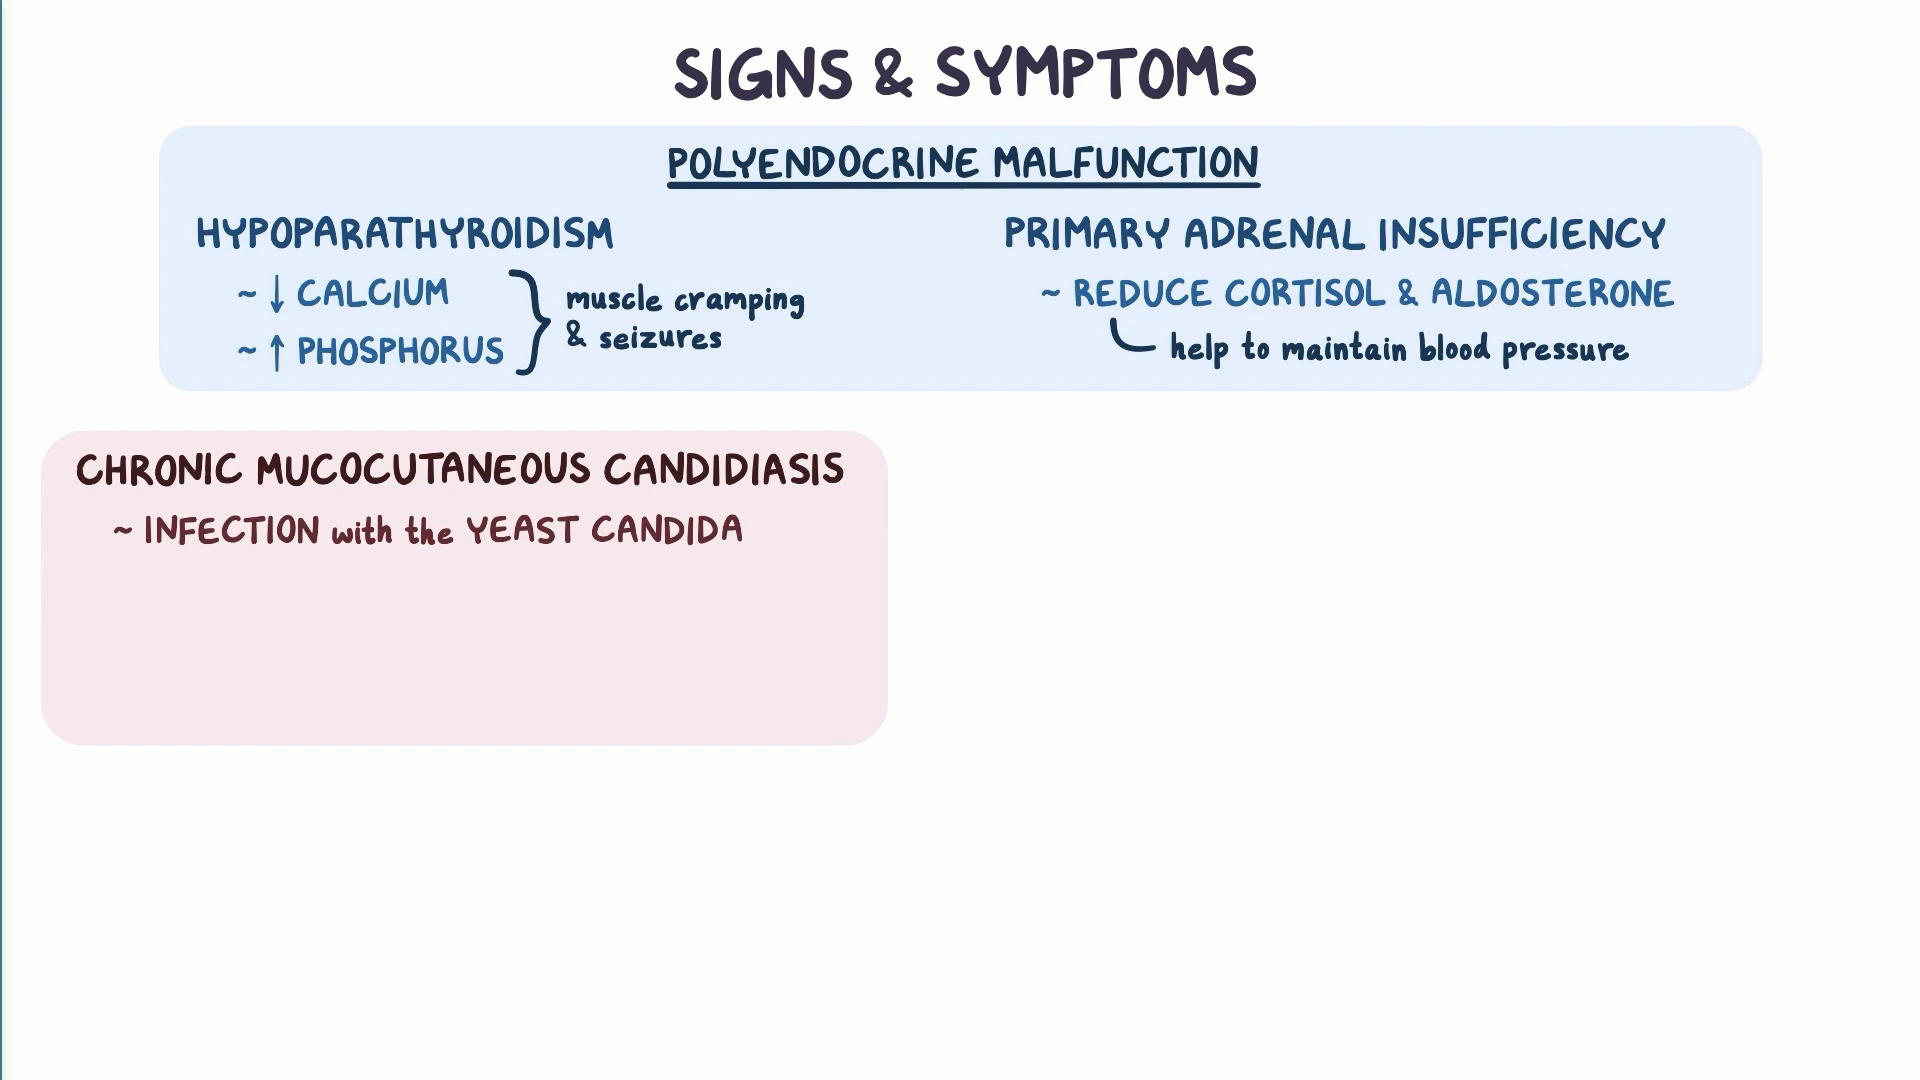 SIGNS & SYMPTOMS
POLYENDOCRINE MALFUNCTION
HYPOPARATHYROIDISM
~ ↓ CALCIUM
~ ↑ PHOSPHORUS
muscle cramping
& seizures
PRIMARY ADRENAL INSUFFICIENCY
~ REDUCE CORTISOL & ALDOSTERONE
help to maintain blood pressure
CHRONIC MUCOCUTANEOUS CANDIDIASIS
~ INFECTION with the YEAST CANDIDA